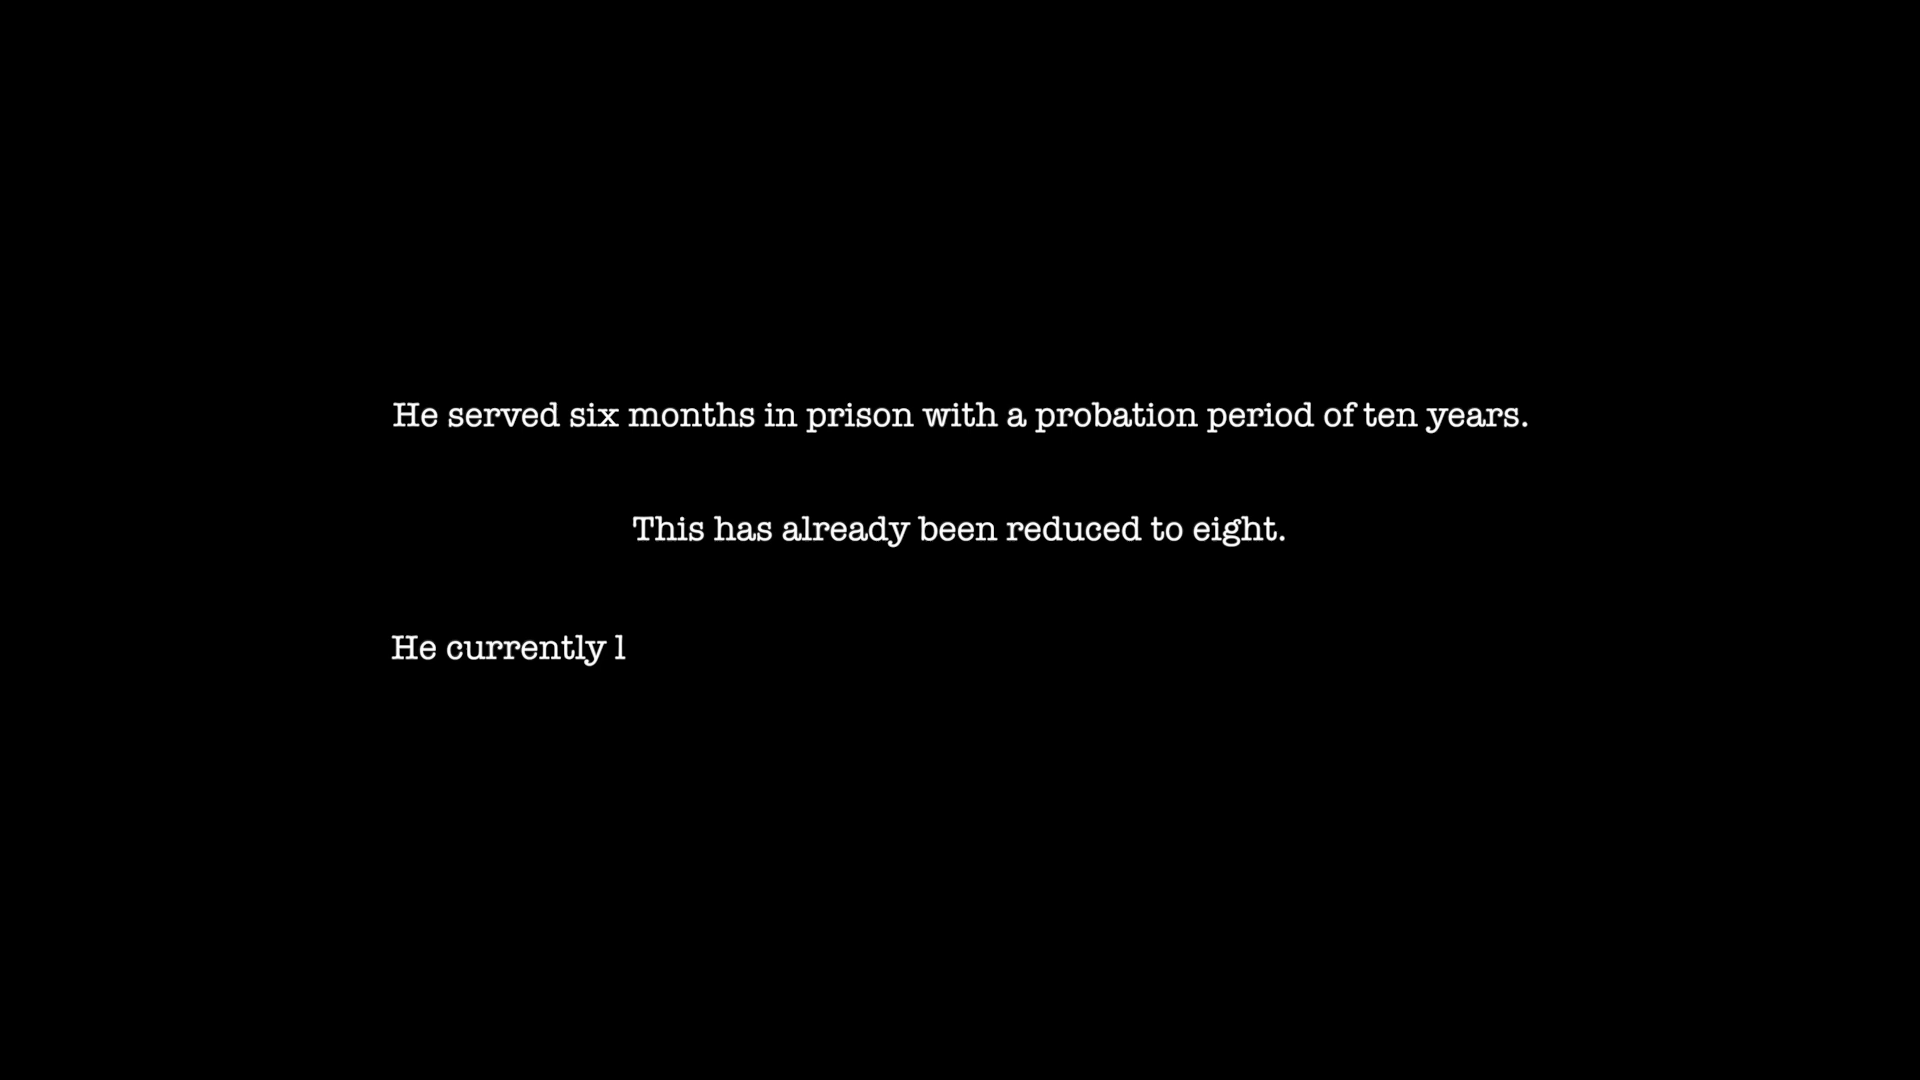 He served six months in prison with a probation period of ten years.
This has already been reduced to eight.
He currently l